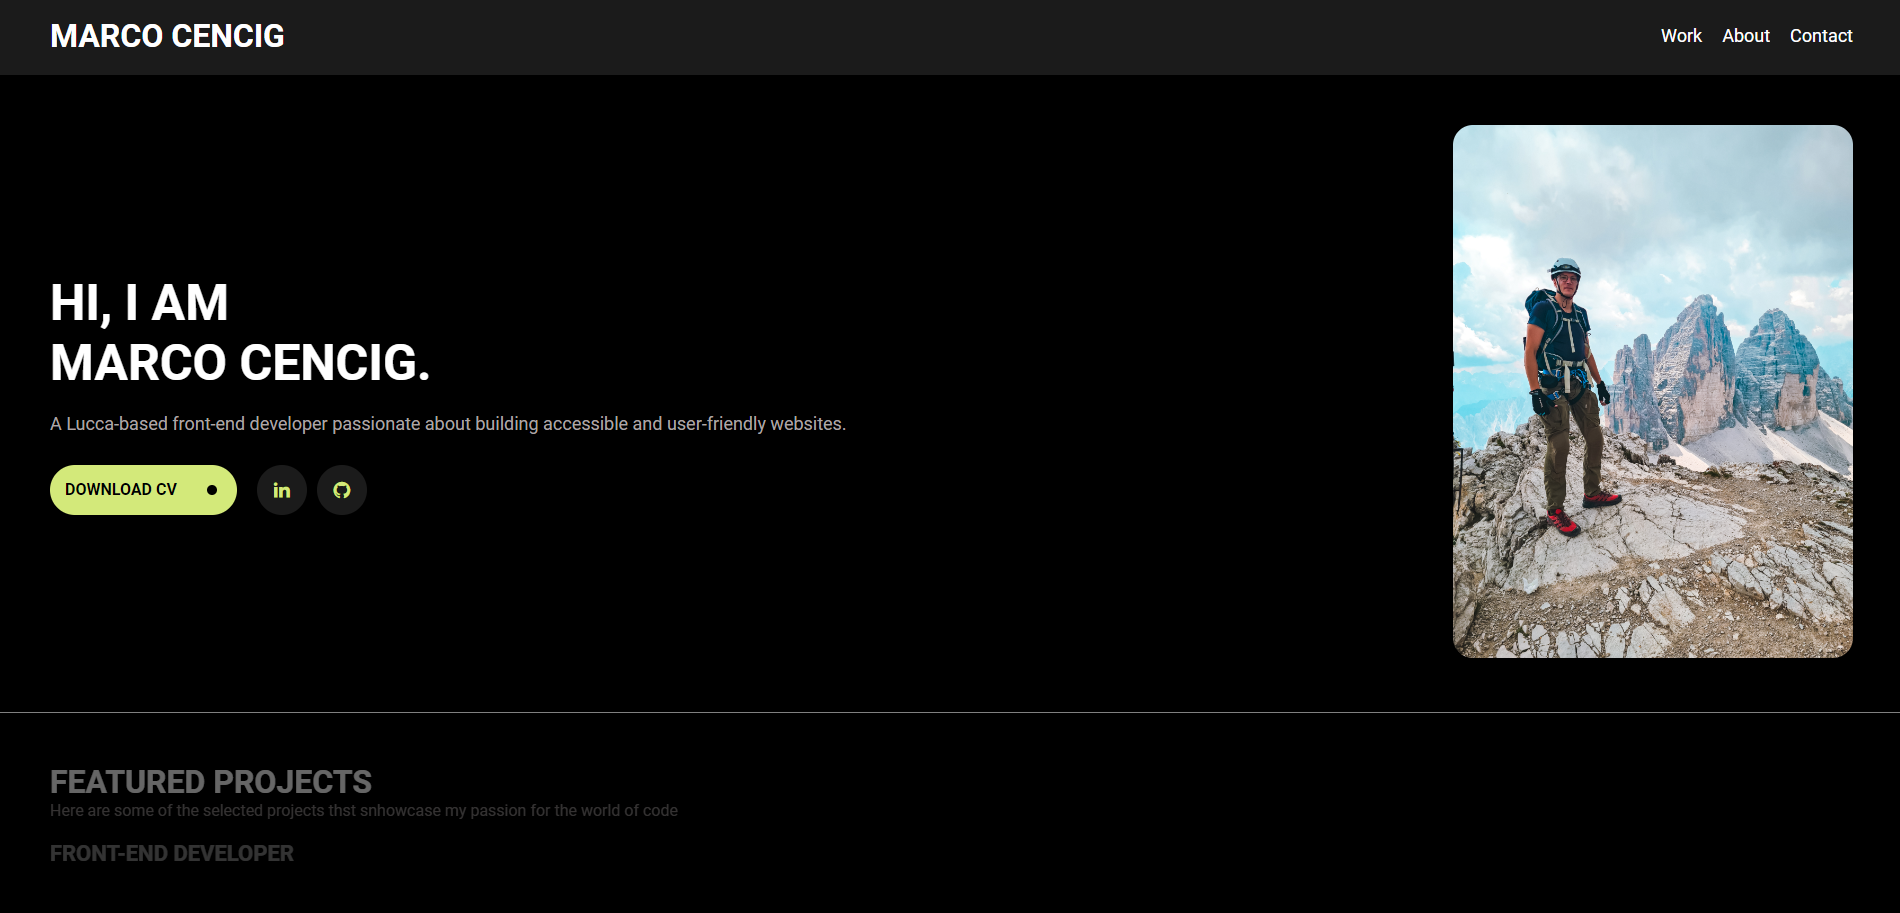 MARCO CENCIG
Work About Contact
HI, I AM
MARCO CENCIG.
A Lucca-based front-end developer passionate about building accessible and user-friendly websites.
DOWNLOAD CV
in
FEATURED PROJECTS
Here are some of the selected projects thst snhowcase my passion for the world of code
FRONT-END DEVELOPER